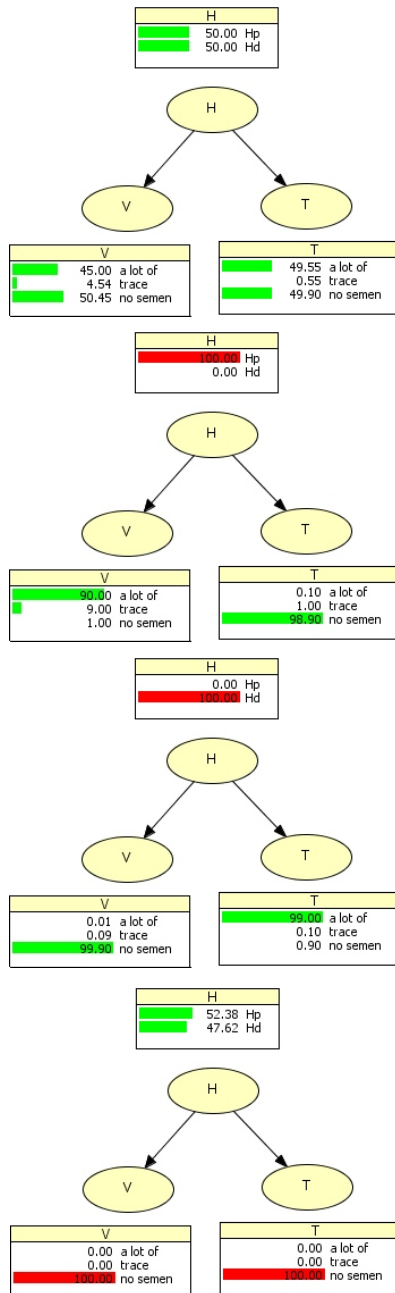 H
50.00 Hp
50.00 Hd
H
V
T
V
45.00 a lot of
4.54 trace
50.45 no semen
T
49.55 a lot of
0.55 trace
49.90 no semen
H
100.00 Hp
0.00 Hd
H
V
T
V
90.00 a lot of
9.00 trace
1.00 no semen
T
0.10 a lot of
1.00 trace
98.90 no semen
H
0.00 Hp
100.00 Hd
H
V
T
V
0.01 a lot of
0.09 trace
99.90 no semen
T
99.00 a lot of
0.10 trace
0.90 no semen
H
52.38 Hp
47.62 Hd
H
V
T
V
0.00 a lot of
0.00 trace
100.00 no semen
T
0.00 a lot of
0.00 trace
100.00 no semen